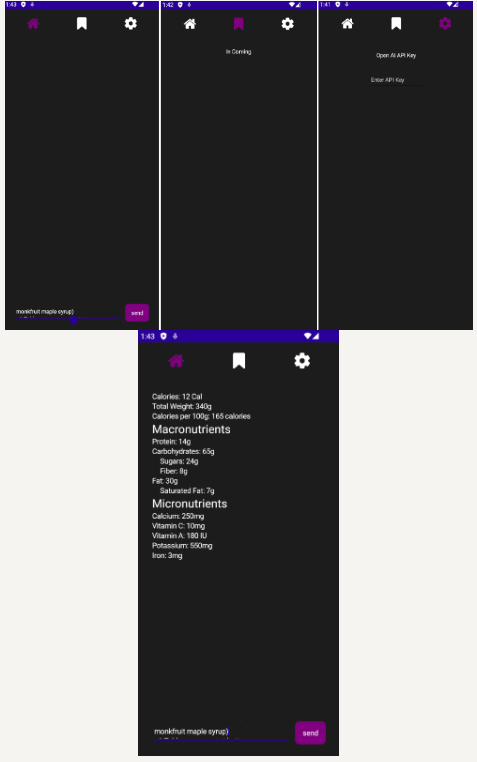 1:43
1:42
1:41
In Coming
Open AI API Key
Enter API Key
monkfruit maple syrup)
send
1:43
Calories: 12 Cal
Total Weight: 340g
Calories per 100g: 165 calories
Macronutrients
Protein: 14g
Carbohydrates: 65g
Sugars: 24g
Fiber: 8g
Fat: 30g
Saturated Fat: 7g
Micronutrients
Calcium: 250mg
Vitamin C: 10mg
Vitamin A: 180 IU
Potassium: 550mg
Iron: 3mg
monkfruit maple syrup)
send